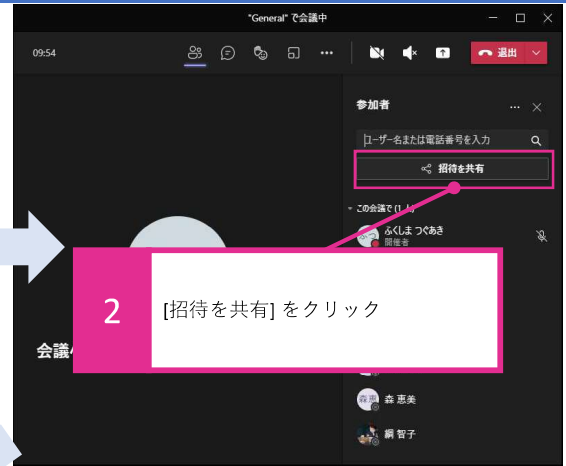 "General" で会議中
09:54
退出
参加者
ユーザー名または電話番号を入力
招待を共有
この会議で (1
ふくしま つぐあき
開催者
2
[招待を共有] をクリック
会議
森恵
森 恵美
綱 智子